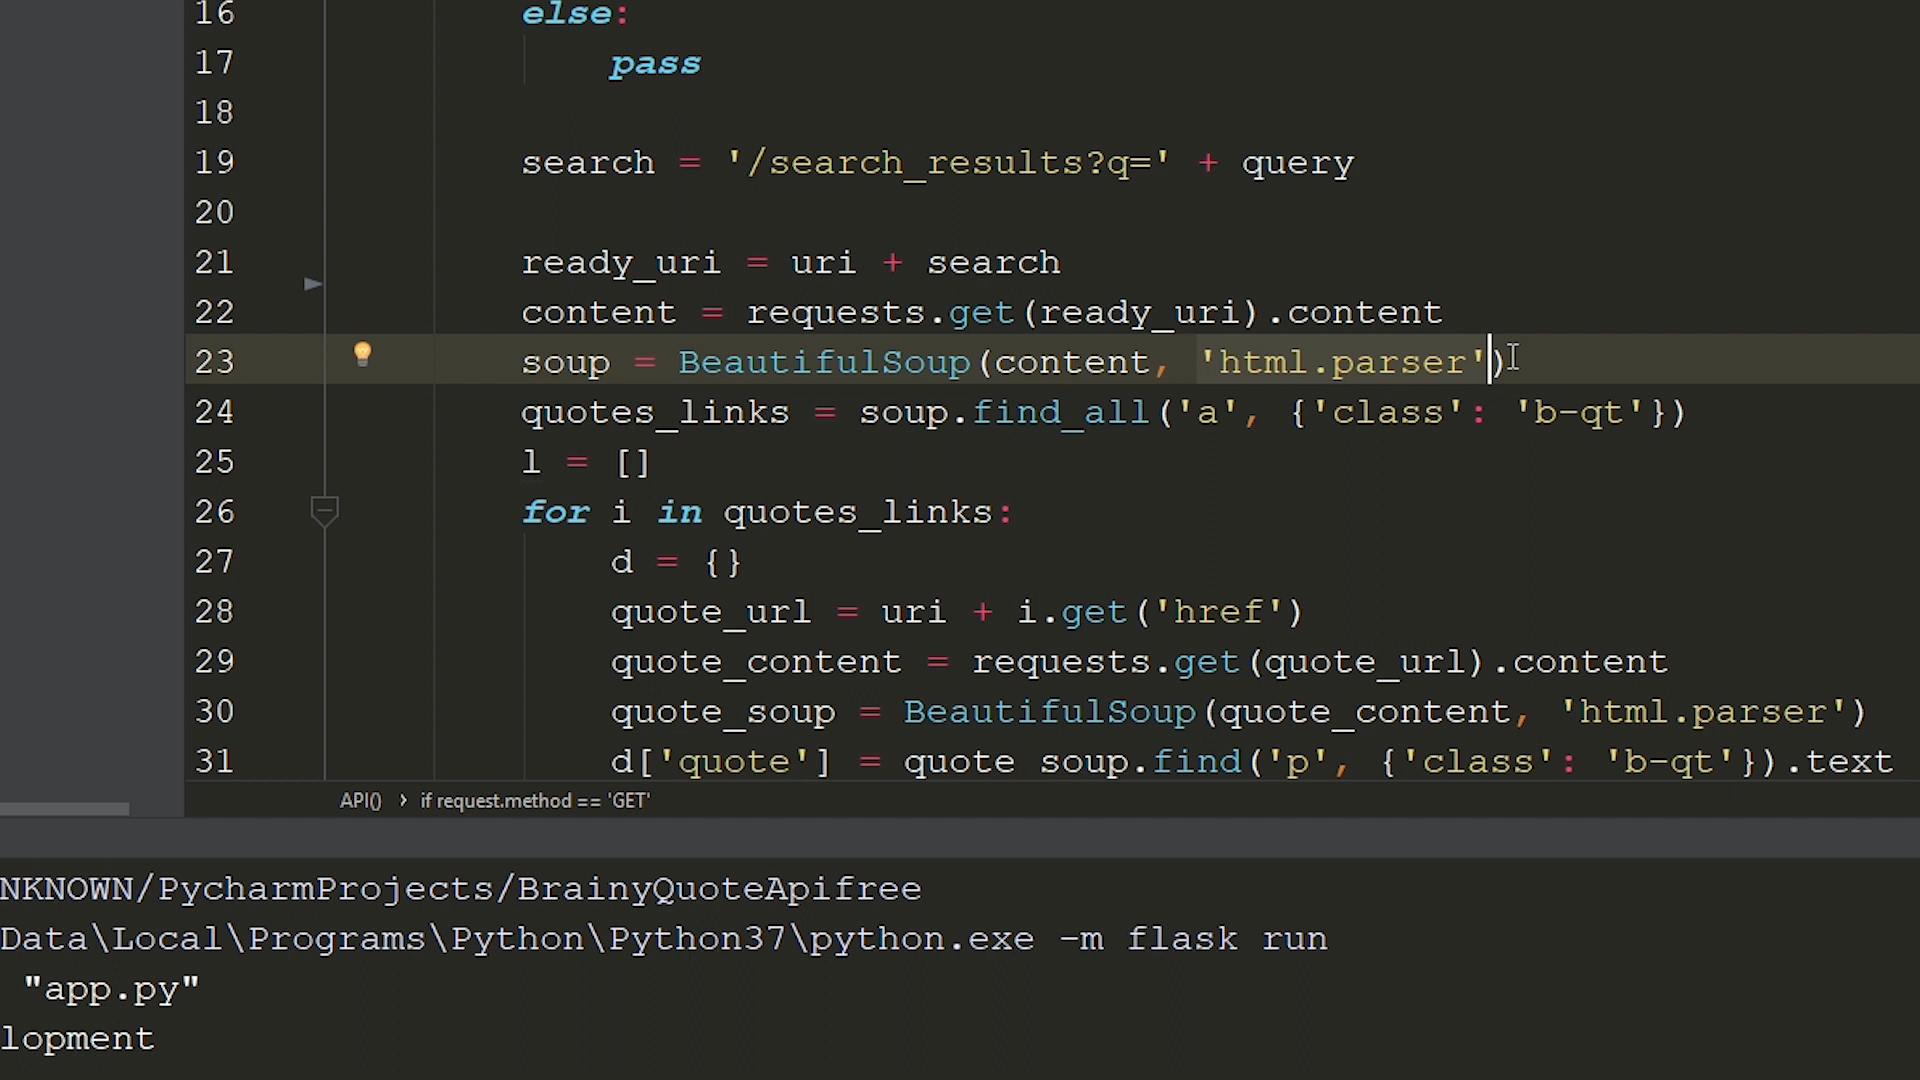 16 else:
17 pass
18
19 search = '/search_results?q=' + query
20
21 ready_uri = uri + search
22 content = requests.get(ready_uri).content
23 soup = BeautifulSoup(content, 'html.parser')
24 quotes_links = soup.find_all('a', {'class': 'b-qt'})
25 l = []
26 for i in quotes_links:
27 d = {}
28 quote_url = uri + i.get('href')
29 quote_content = requests.get(quote_url).content
30 quote_soup = BeautifulSoup(quote_content, 'html.parser')
31 d['quote'] = quote soup.find('p', {'class': 'b-qt'}).text
API() › if request.method == 'GET'
NKNOWN/PycharmProjects/BrainyQuoteApifree
Data\Local\Programs\Python\Python37\python.exe -m flask run
"app.py"
lopment